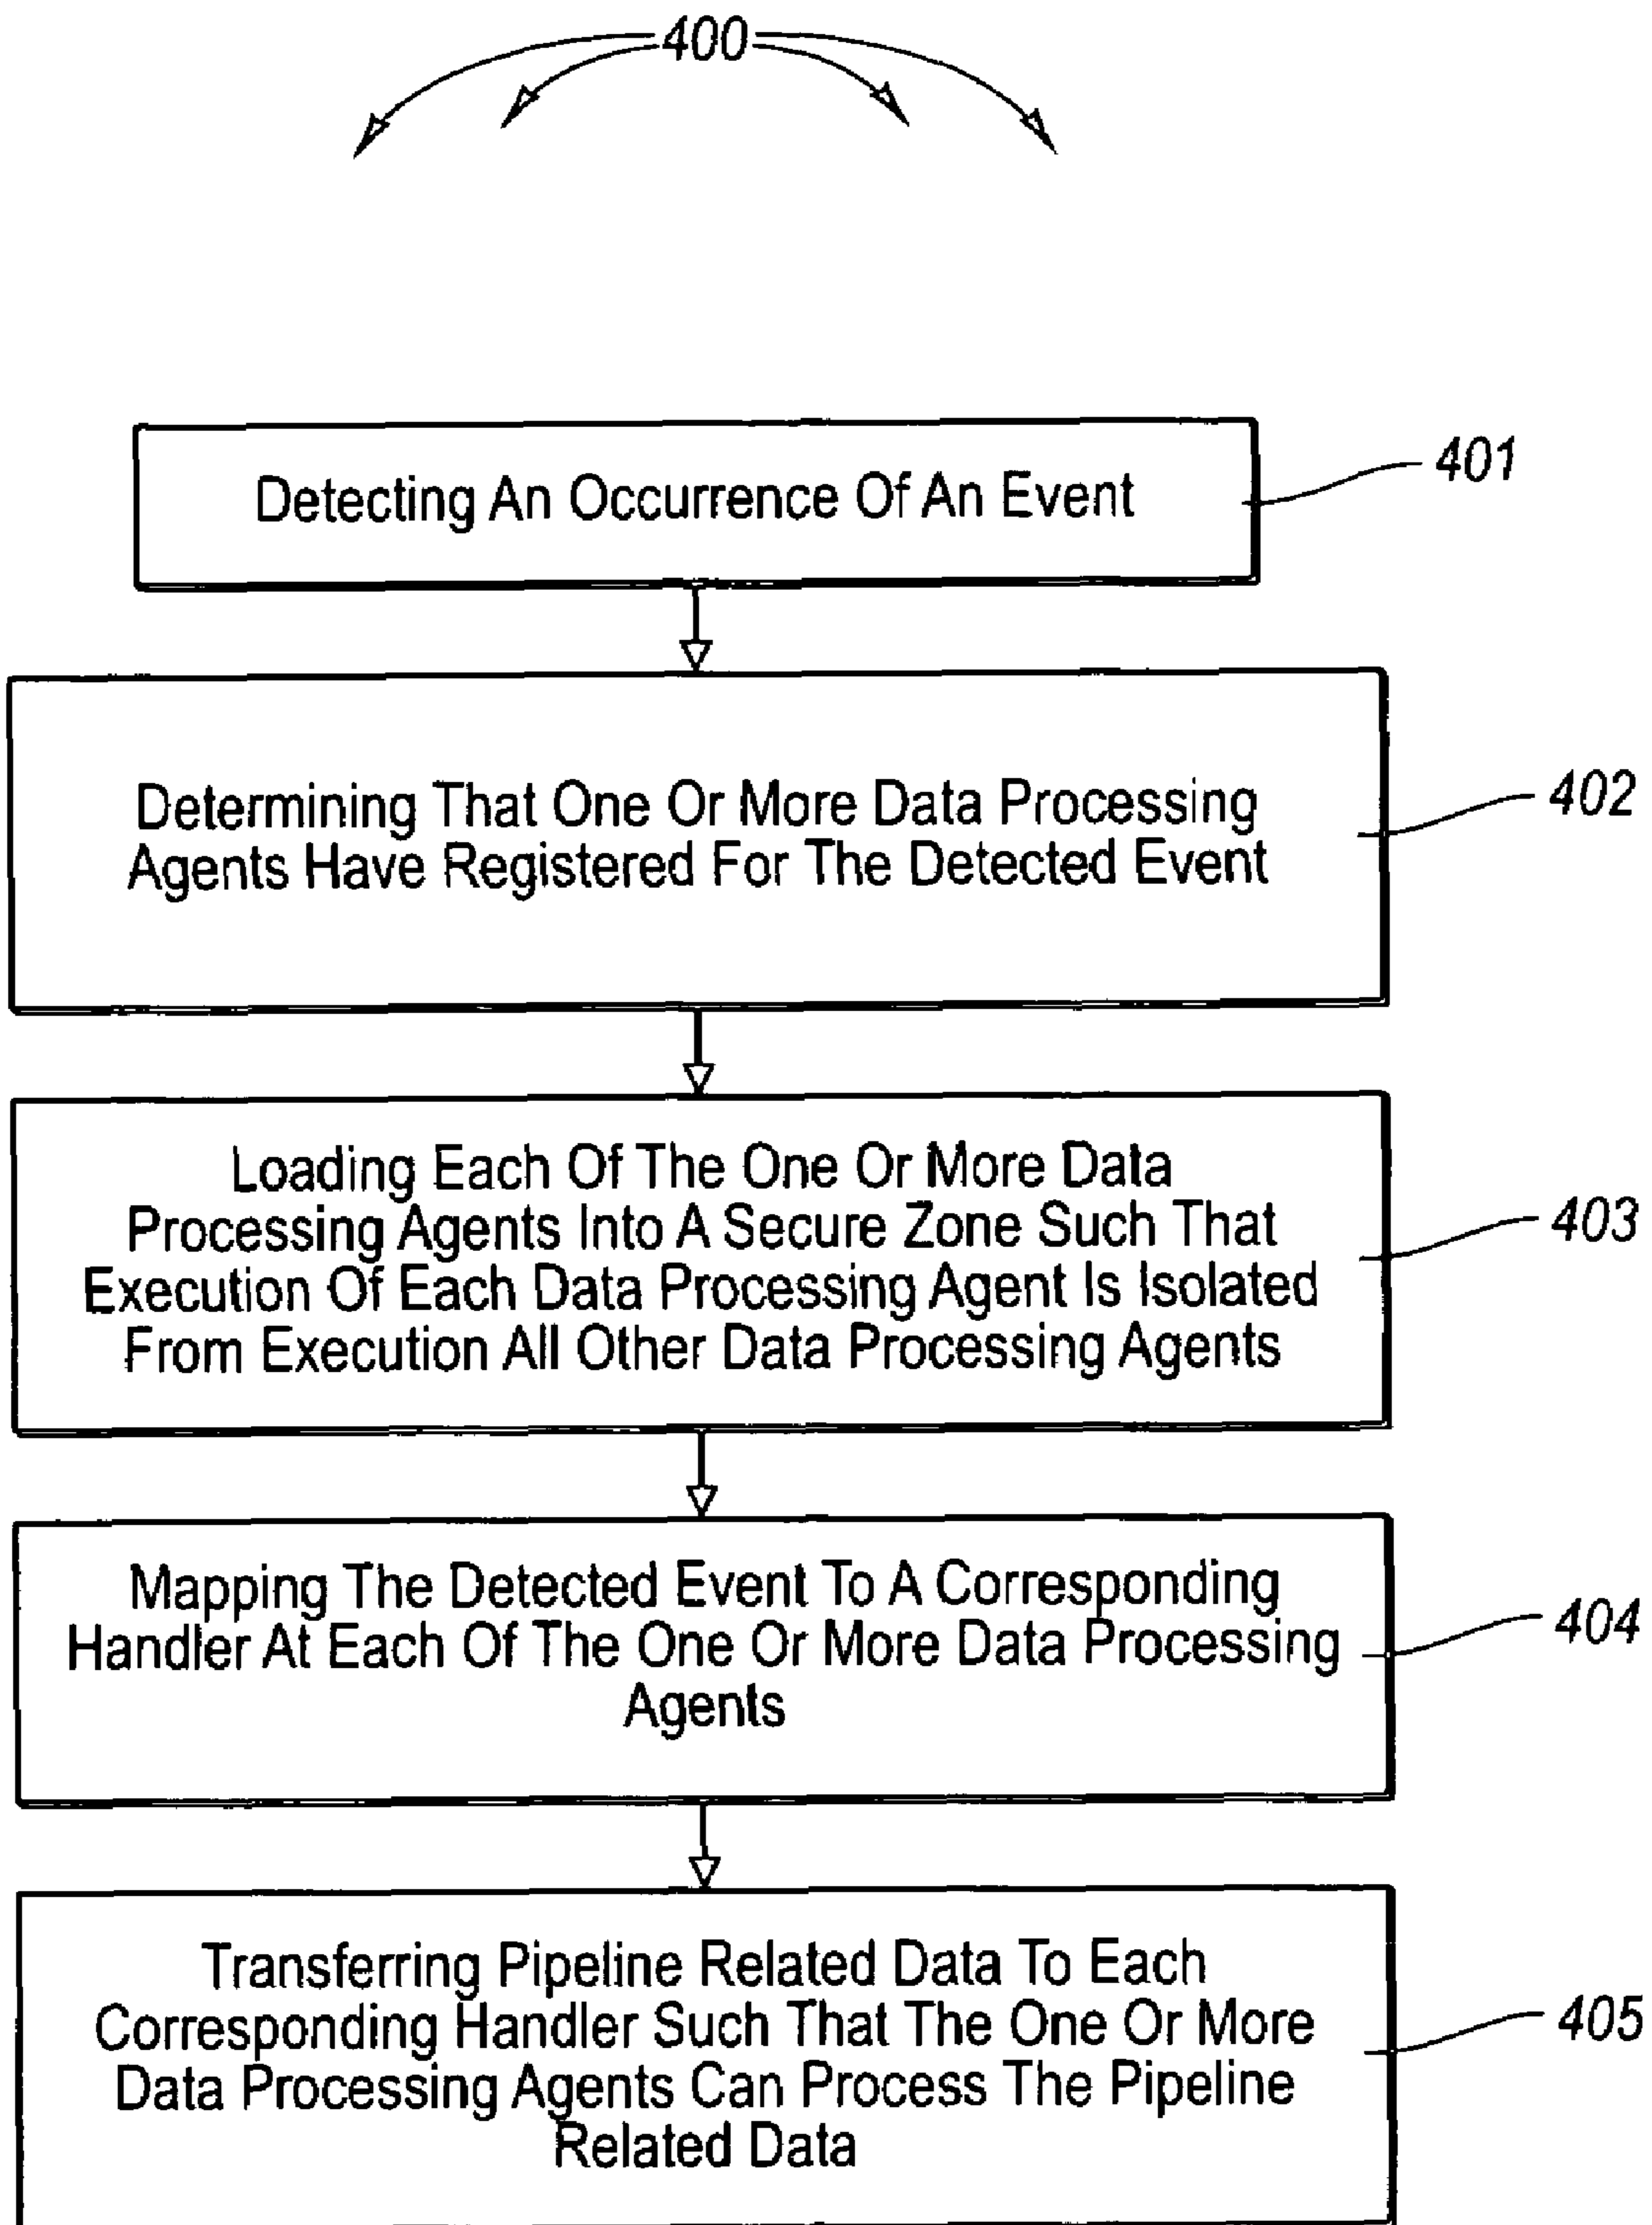 400
Detecting An Occurrence Of An Event
401
Determining That One Or More Data Processing
Agents Have Registered For The Detected Event
402
Loading Each Of The One Or More Data
Processing Agents Into A Secure Zone Such That
Execution Of Each Data Processing Agent Is Isolated
From Execution All Other Data Processing Agents
403
Mapping The Detected Event To A Corresponding
Handler At Each Of The One Or More Data Processing
Agents
404
Transferring Pipeline Related Data To Each
Corresponding Handler Such That The One Or More
Data Processing Agents Can Process The Pipeline
Related Data
405